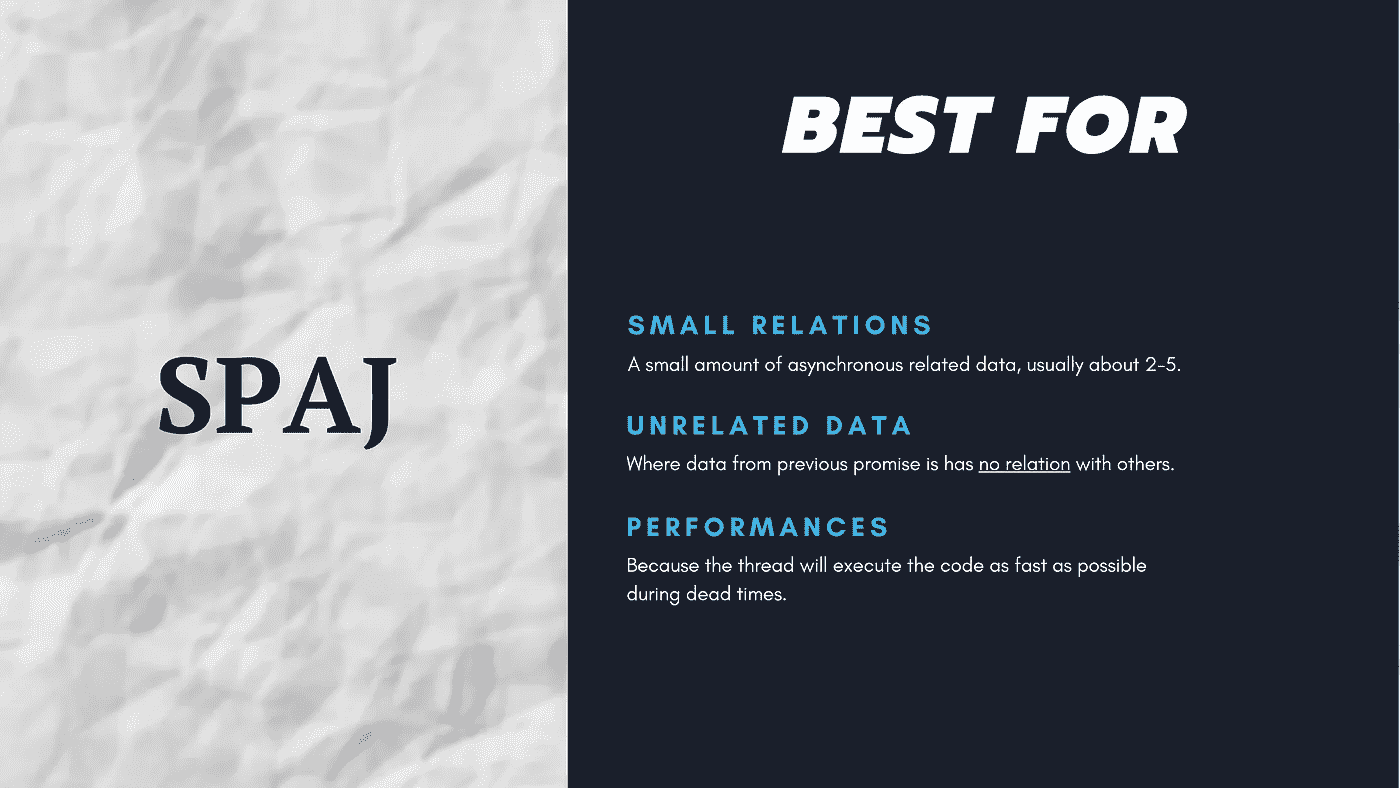 SPAJ
BEST FOR
SMALL RELATIONS
A small amount of asynchronous related data, usually about 2-5.
UNRELATED DATA
Where data from previous promise is has no relation with others.
PERFORMANCES
Because the thread will execute the code as fast as possible
during dead times.